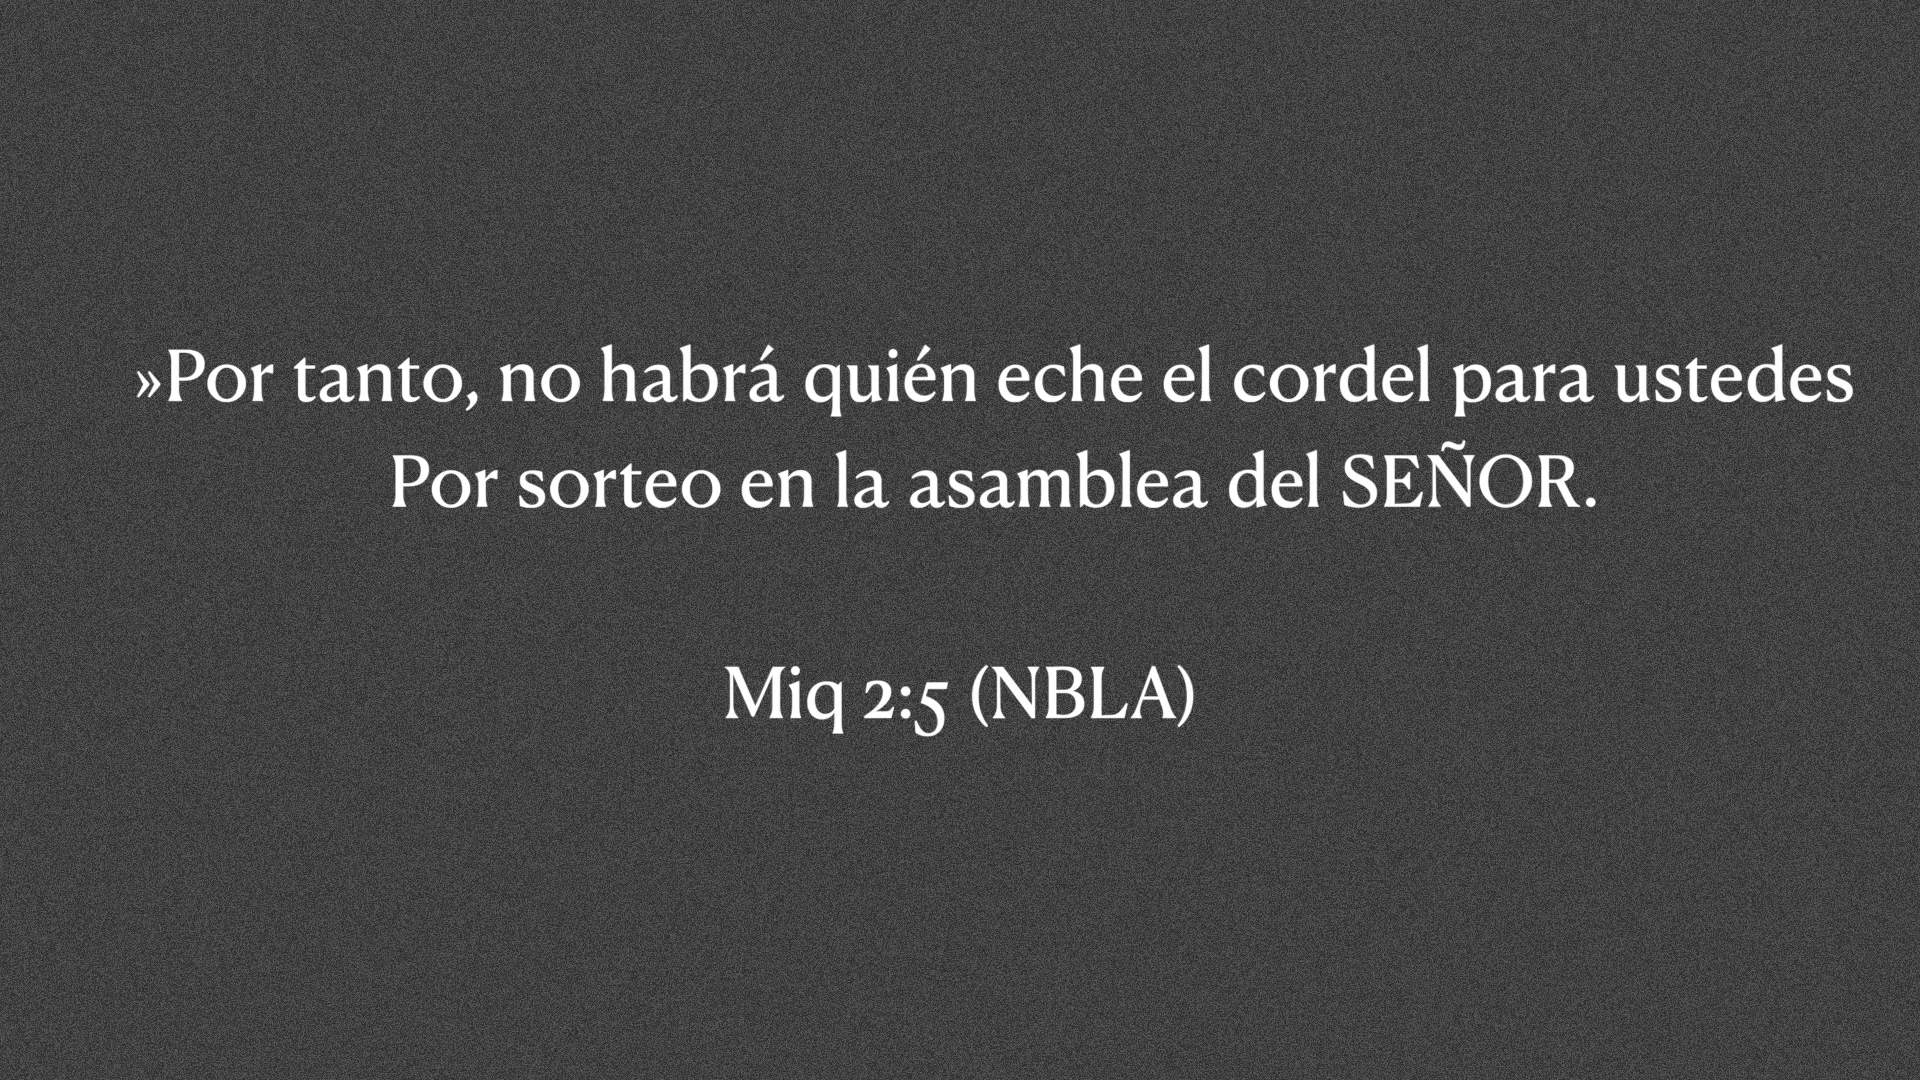 »Por tanto, no habrá quién eche el cordel para ustedes
Por sorteo en la asamblea del SEÑOR.
Miq 2:5 (NBLA)